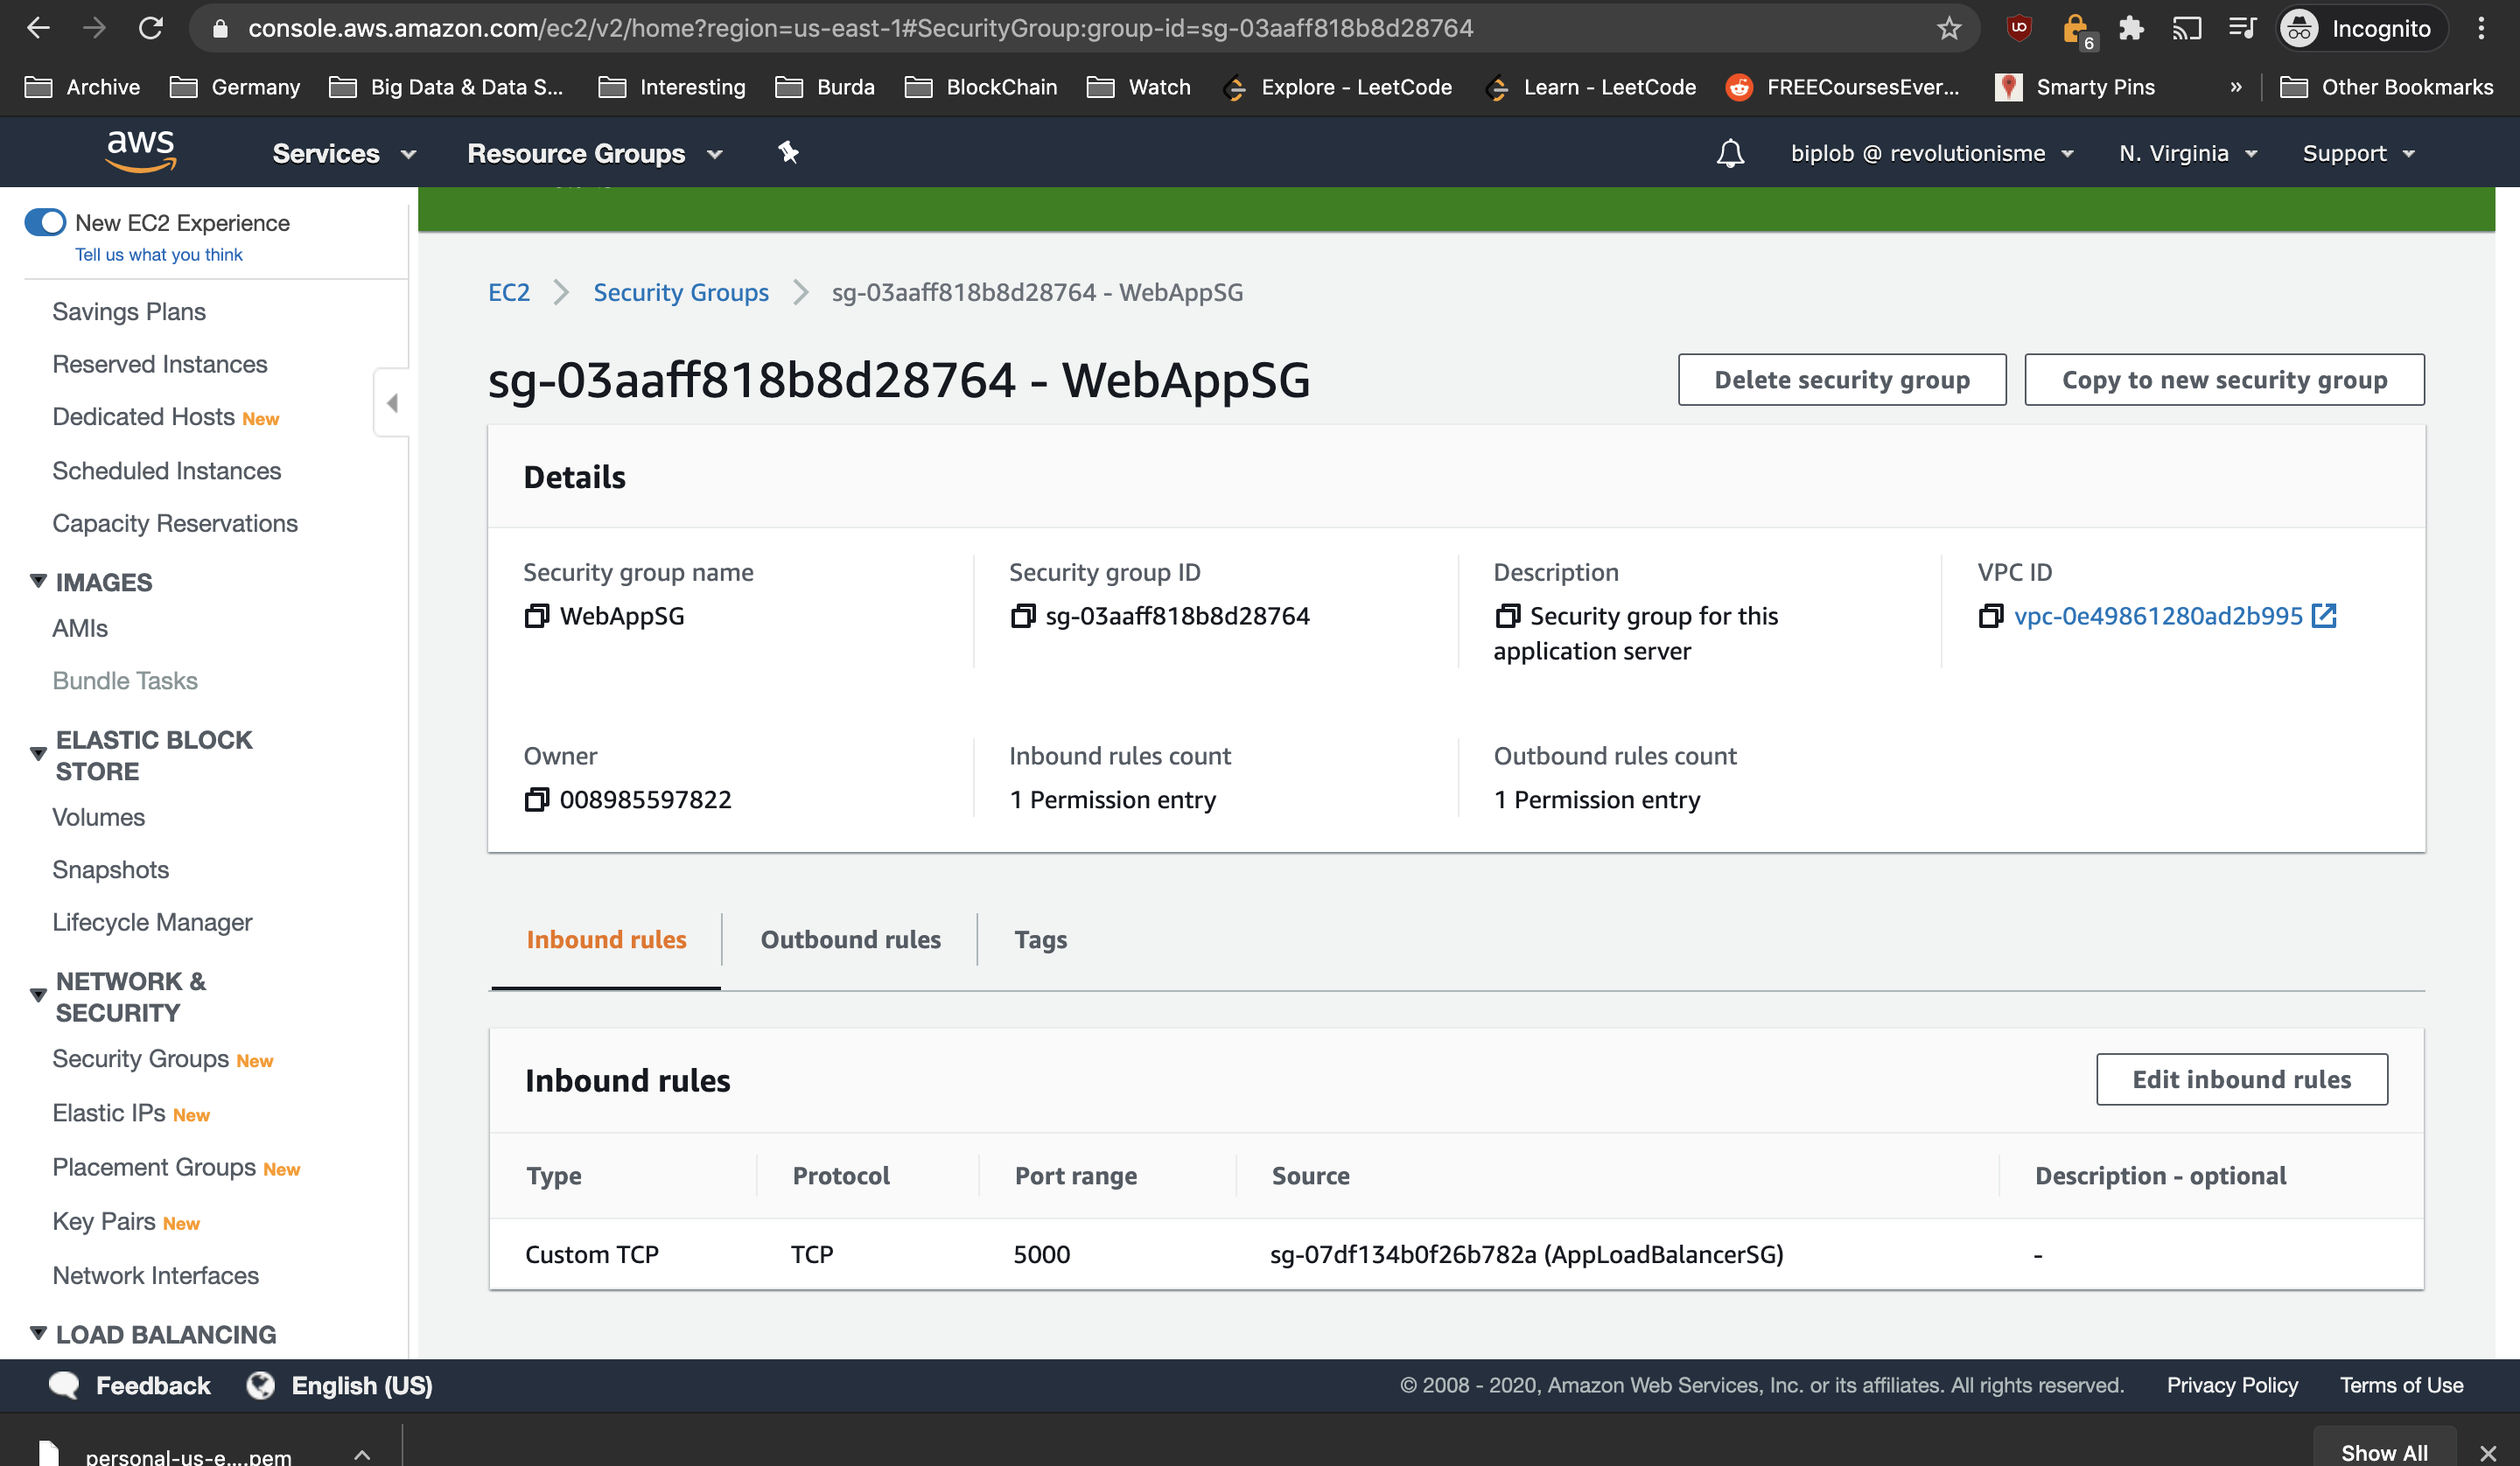 console.aws.amazon.com/ec2/v2/home?region=us-east-1#SecurityGroup:group-id=sg-03aaff818b8d28764
6
Incognito
Archive
Germany
Big Data & Data S...
Interesting
Burda
BlockChain
Watch
Explore - LeetCode
Learn - LeetCode
FREECoursesEver...
Smarty Pins
»
Other Bookmarks
aws
Services
Resource Groups
biplob @ revolutionisme
N. Virginia
Support
New EC2 Experience
Tell us what you think
Savings Plans
Reserved Instances
Dedicated Hosts New
Scheduled Instances
Capacity Reservations
IMAGES
AMIs
Bundle Tasks
ELASTIC BLOCK
STORE
Volumes
Snapshots
Lifecycle Manager
NETWORK &
SECURITY
Security Groups New
Elastic IPs New
Placement Groups New
Key Pairs New
Network Interfaces
LOAD BALANCING
EC2 > Security Groups > sg-03aaff818b8d28764 - WebAppSG
sg-03aaff818b8d28764 - WebAppSG
Delete security group
Copy to new security group
Details
Security group name
WebAppSG
Security group ID
sg-03aaff818b8d28764
Description
Security group for this
application server
VPC ID
vpc-0e49861280ad2b995
Owner
008985597822
Inbound rules count
1 Permission entry
Outbound rules count
1 Permission entry
Inbound rules
Outbound rules
Tags
Inbound rules
Edit inbound rules
Type
Protocol
Port range
Source
Description - optional
Custom TCP
TCP
5000
sg-07df134b0f26b782a (AppLoadBalancerSG)
-
Feedback
English (US)
© 2008 - 2020, Amazon Web Services, Inc. or its affiliates. All rights reserved.
Privacy Policy
Terms of Use
personal-us-e....pem
Show All